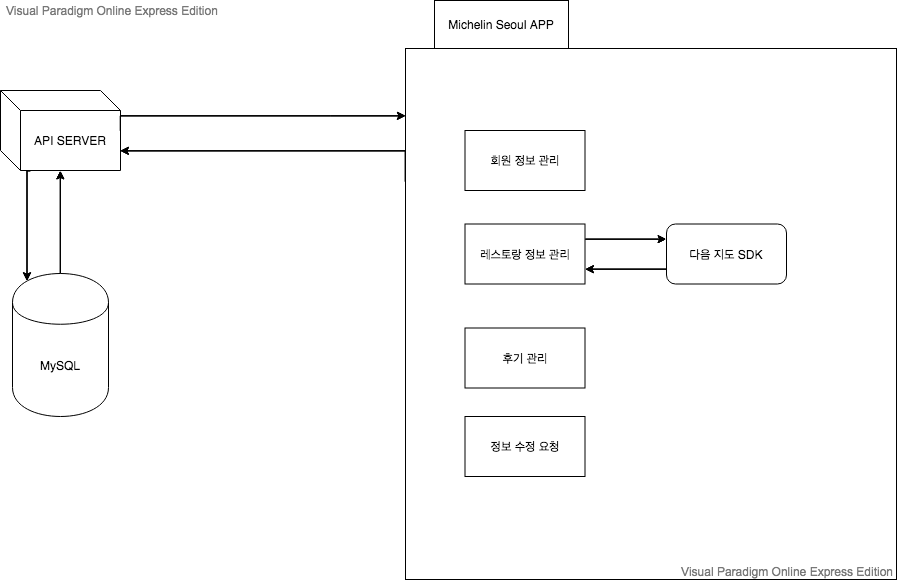 Visual Paradigm Online Express Edition
Michelin Seoul APP
API SERVER
회원 정보 관리
레스토랑 정보 관리
다음 지도 SDK
후기 관리
MySQL
정보 수정 요청
Visual Paradigm Online Express Edition